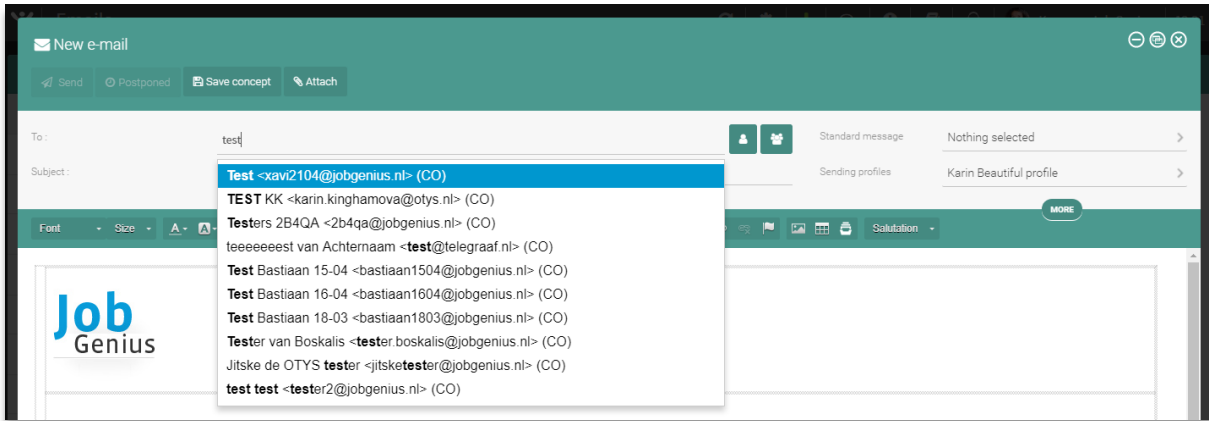 Emails
New e-mail
Send Postponed Save concept Attach
To : test Standard message Nothing selected
Subject : Sending profiles Karin Beautiful profile
MORE
Font Size A A Salutation
Test <xavi2104@jobgenius.nl> (CO)
TEST KK <karin.kinghamova@otys.nl> (CO)
Testers 2B4QA <2b4qa@jobgenius.nl> (CO)
teeeeeeest van Achternaam <test@telegraaf.nl> (CO)
Test Bastiaan 15-04 <bastiaan1504@jobgenius.nl> (CO)
Test Bastiaan 16-04 <bastiaan1604@jobgenius.nl> (CO)
Test Bastiaan 18-03 <bastiaan1803@jobgenius.nl> (CO)
Tester van Boskalis <tester.boskalis@jobgenius.nl> (CO)
Jitske de OTYS tester <jitsketester@jobgenius.nl> (CO)
test test <tester2@jobgenius.nl> (CO)
Job
Genius